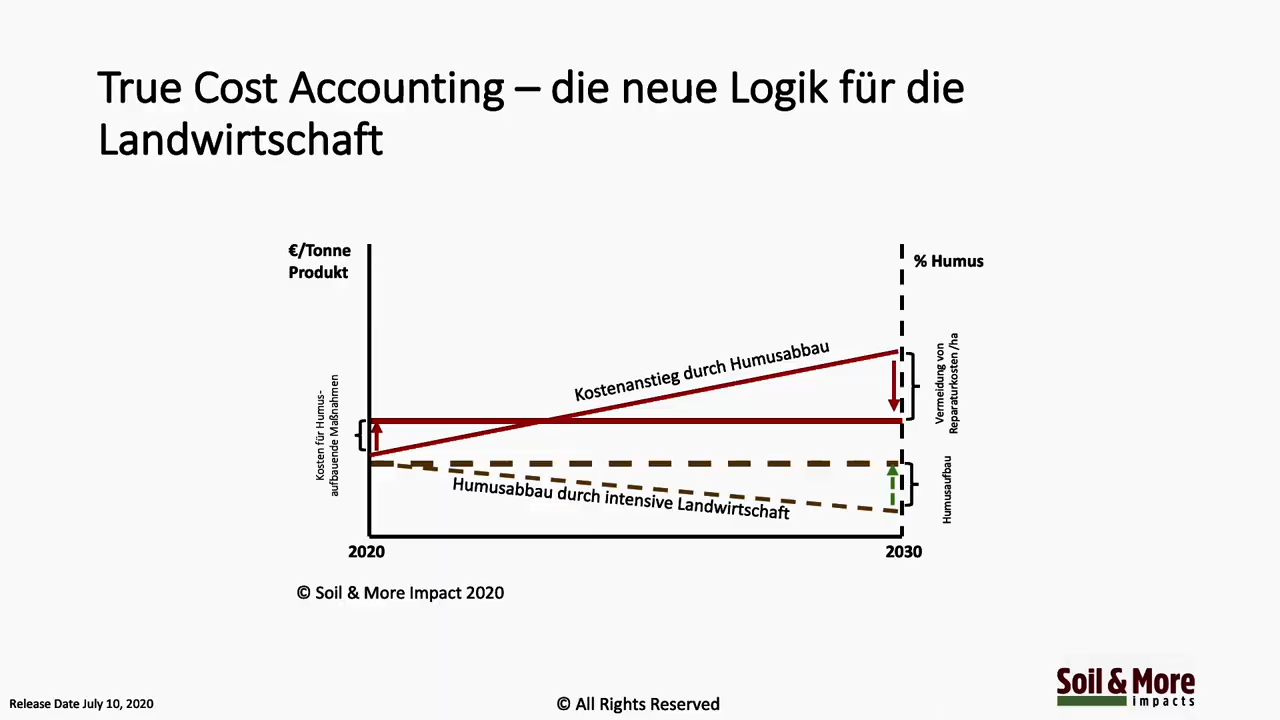 True Cost Accounting – die neue Logik für die
Landwirtschaft
€/Tonne
Produkt
% Humus
Kostenanstieg durch Humusabbau
Vermeidung von
Reparaturkosten /ha
Kosten für Humus-
aufbauende Maßnahmen
Humusabbau durch intensive Landwirtschaft
Humusaufbau
2020
2030
© Soil & More Impact 2020
Soil & More
impacts
Release Date July 10, 2020
© All Rights Reserved